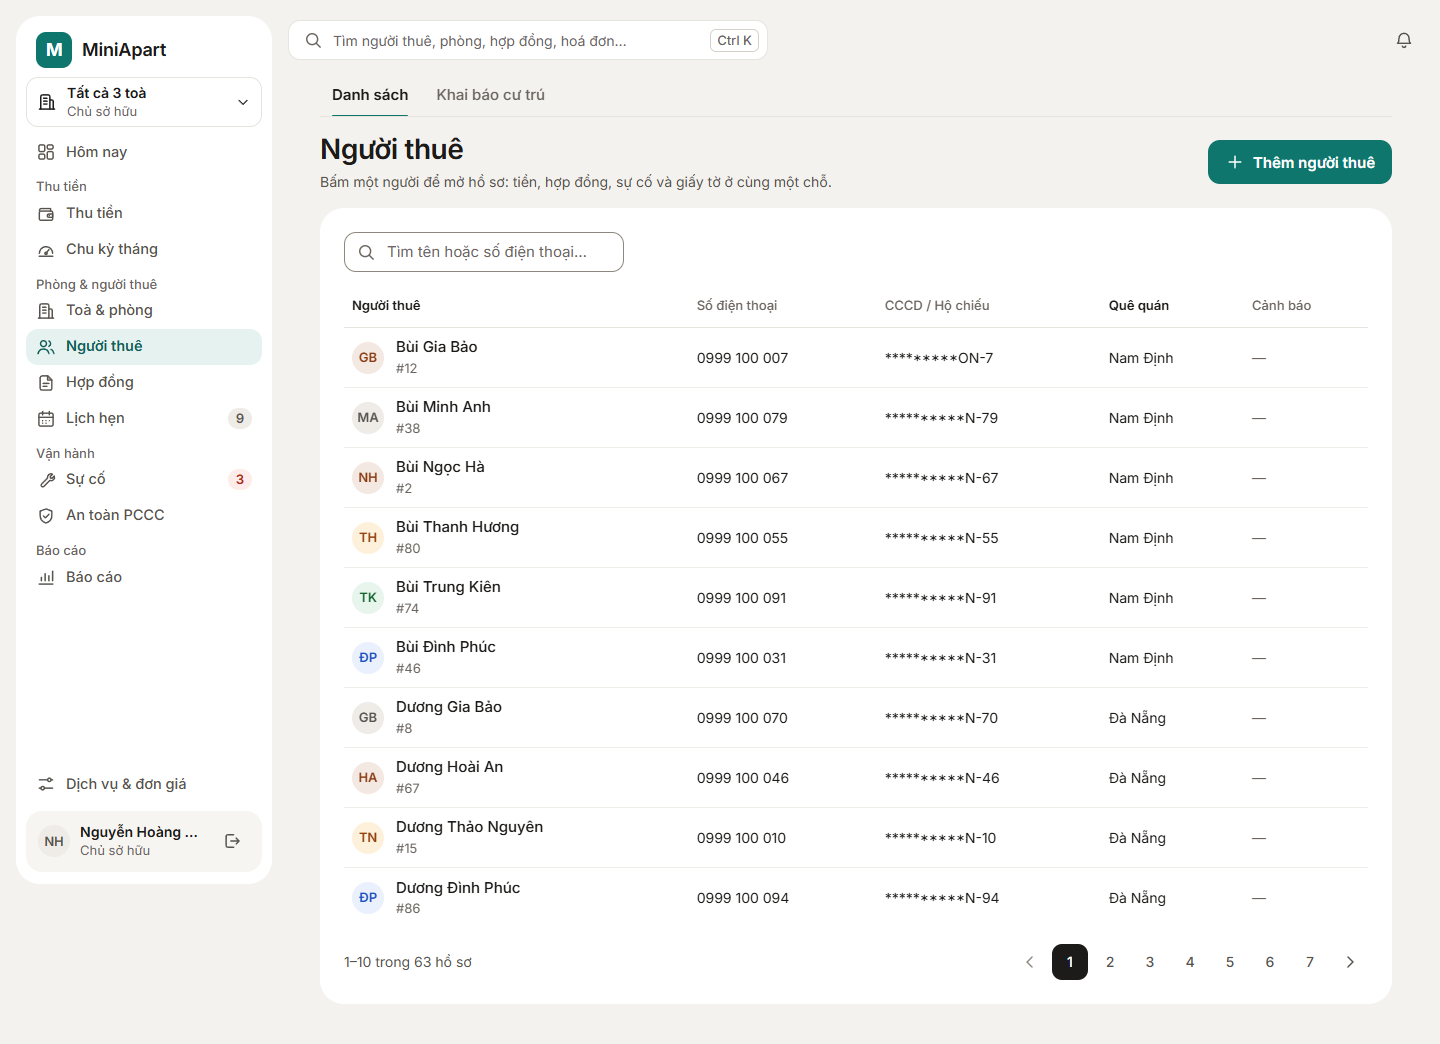 M MiniApart
Tất cả 3 toà
Chủ sở hữu
Hôm nay
Thu tiền
Thu tiền
Chu kỳ tháng
Phòng & người thuê
Toà & phòng
Người thuê
Hợp đồng
Lịch hẹn 9
Vận hành
Sự cố 3
An toàn PCCC
Báo cáo
Báo cáo
Dịch vụ & đơn giá
NH Nguyễn Hoàng ...
Chủ sở hữu
Tìm người thuê, phòng, hợp đồng, hoá đơn... Ctrl K
Danh sách Khai báo cư trú
Người thuê
Bấm một người để mở hồ sơ: tiền, hợp đồng, sự cố và giấy tờ ở cùng một chỗ.
Thêm người thuê
Tìm tên hoặc số điện thoại...
Người thuê Số điện thoại CCCD / Hộ chiếu Quê quán Cảnh báo
GB Bùi Gia Bảo #12 0999 100 007 *********ON-7 Nam Định —
MA Bùi Minh Anh #38 0999 100 079 **********N-79 Nam Định —
NH Bùi Ngọc Hà #2 0999 100 067 **********N-67 Nam Định —
TH Bùi Thanh Hương #80 0999 100 055 **********N-55 Nam Định —
TK Bùi Trung Kiên #74 0999 100 091 **********N-91 Nam Định —
ĐP Bùi Đình Phúc #46 0999 100 031 **********N-31 Nam Định —
GB Dương Gia Bảo #8 0999 100 070 **********N-70 Đà Nẵng —
HA Dương Hoài An #67 0999 100 046 **********N-46 Đà Nẵng —
TN Dương Thảo Nguyên #15 0999 100 010 **********N-10 Đà Nẵng —
ĐP Dương Đình Phúc #86 0999 100 094 **********N-94 Đà Nẵng —
1–10 trong 63 hồ sơ 1 2 3 4 5 6 7